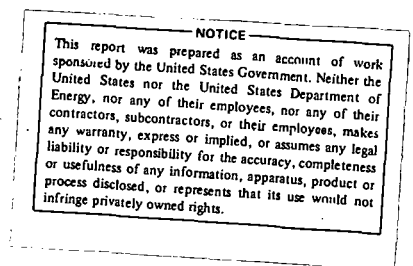 NOTICE
This report was prepared as an account of work
sponsored by the United States Government. Neither the
United States nor the United States Department of
Energy, nor any of their employees, nor any of their
contractors, subcontractors, or their employees, makes
any warranty, express or implied, or assumes any legal
liability or responsibility for the accuracy, completeness
or usefulness of any information, apparatus, product or
process disclosed, or represents that its use would not
infringe privately owned rights.